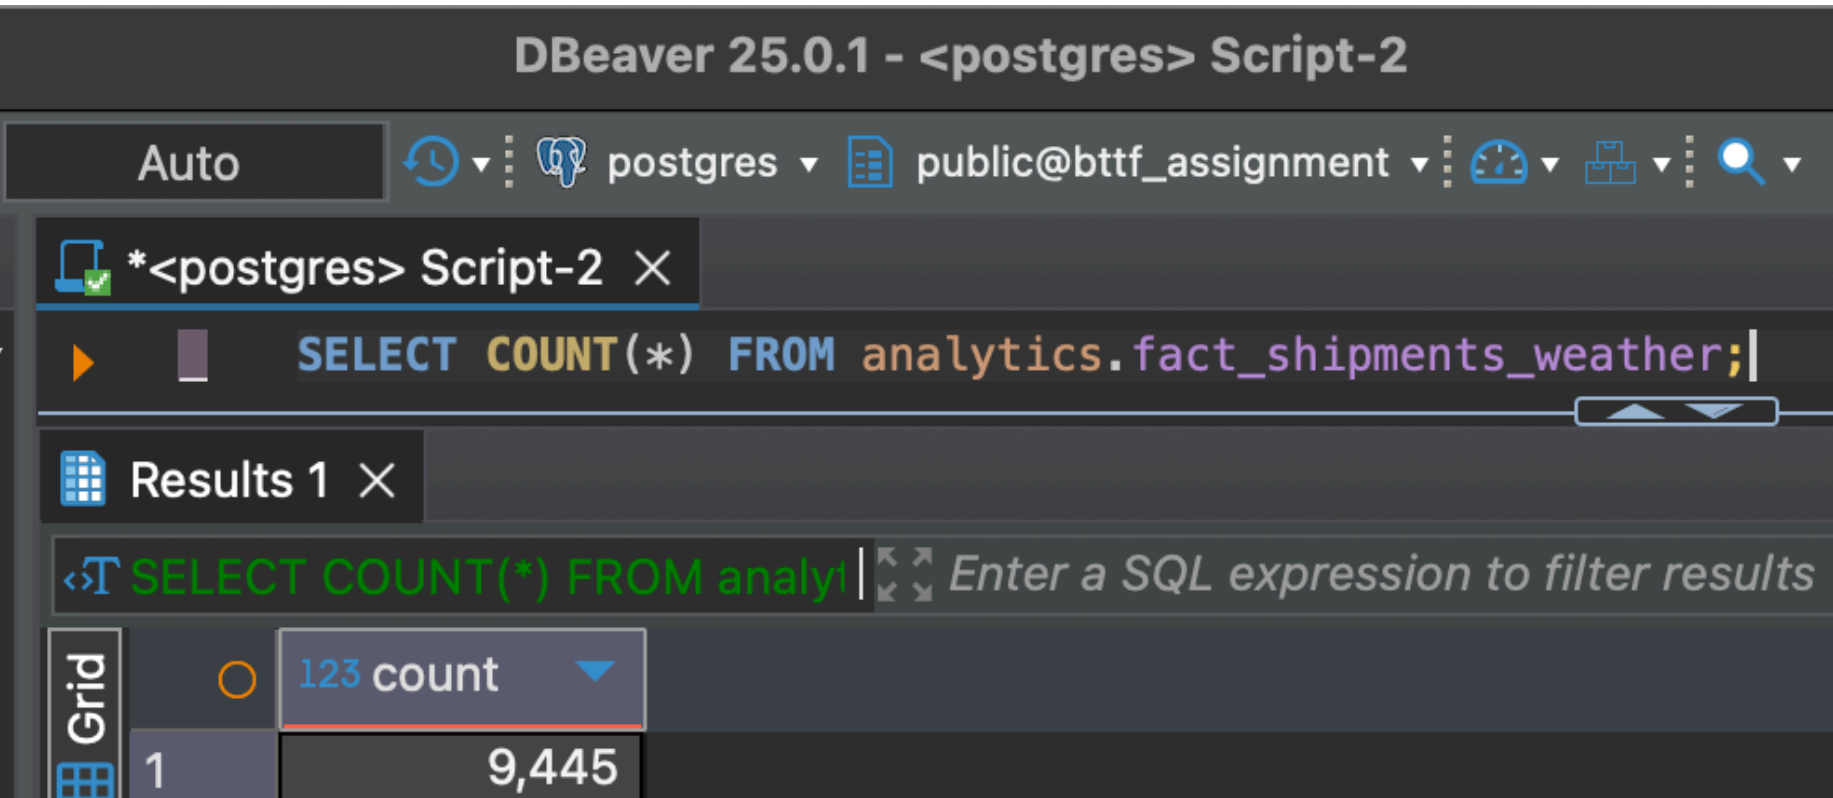 DBeaver 25.0.1 - <postgres> Script-2
Auto postgres public@bttf_assignment
*<postgres> Script-2
SELECT COUNT(*) FROM analytics.fact_shipments_weather;
Results 1
SELECT COUNT(*) FROM analyt Enter a SQL expression to filter results
Grid
123 count
1 9,445